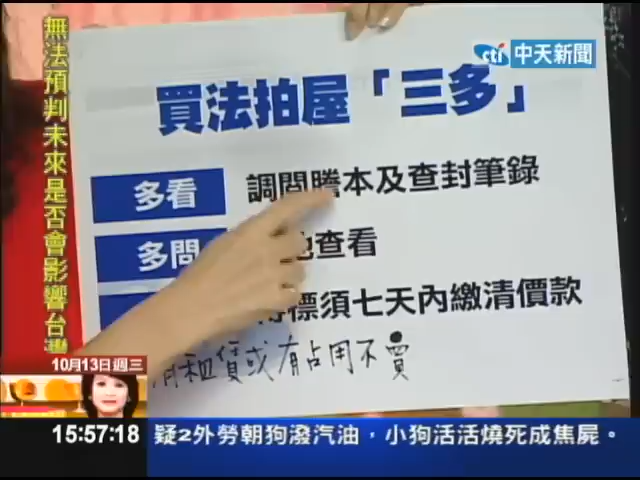 無法預判未來是否會影響台灣
cti 中天新聞
買法拍屋「三多」
多看 調閱謄本及查封筆錄
多問 地查看
標須七天內繳清價款
租賃或有占用不買
10月13日週三
15:57:18 疑2外勞朝狗潑汽油,小狗活活燒死成焦屍。